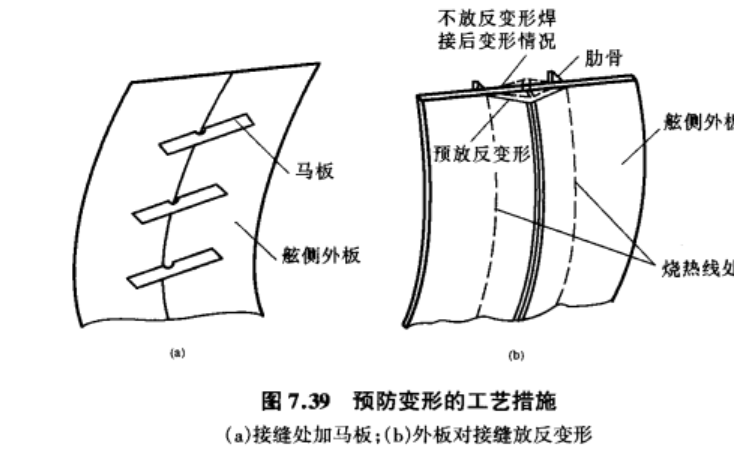 不放反变形焊
接后变形情况
肋骨
舷侧外板
预放反变形
马板
舷侧外板
烧热线处
(a)
(b)
图 7.39 预防变形的工艺措施
(a)接缝处加马板;(b)外板对接缝放反变形